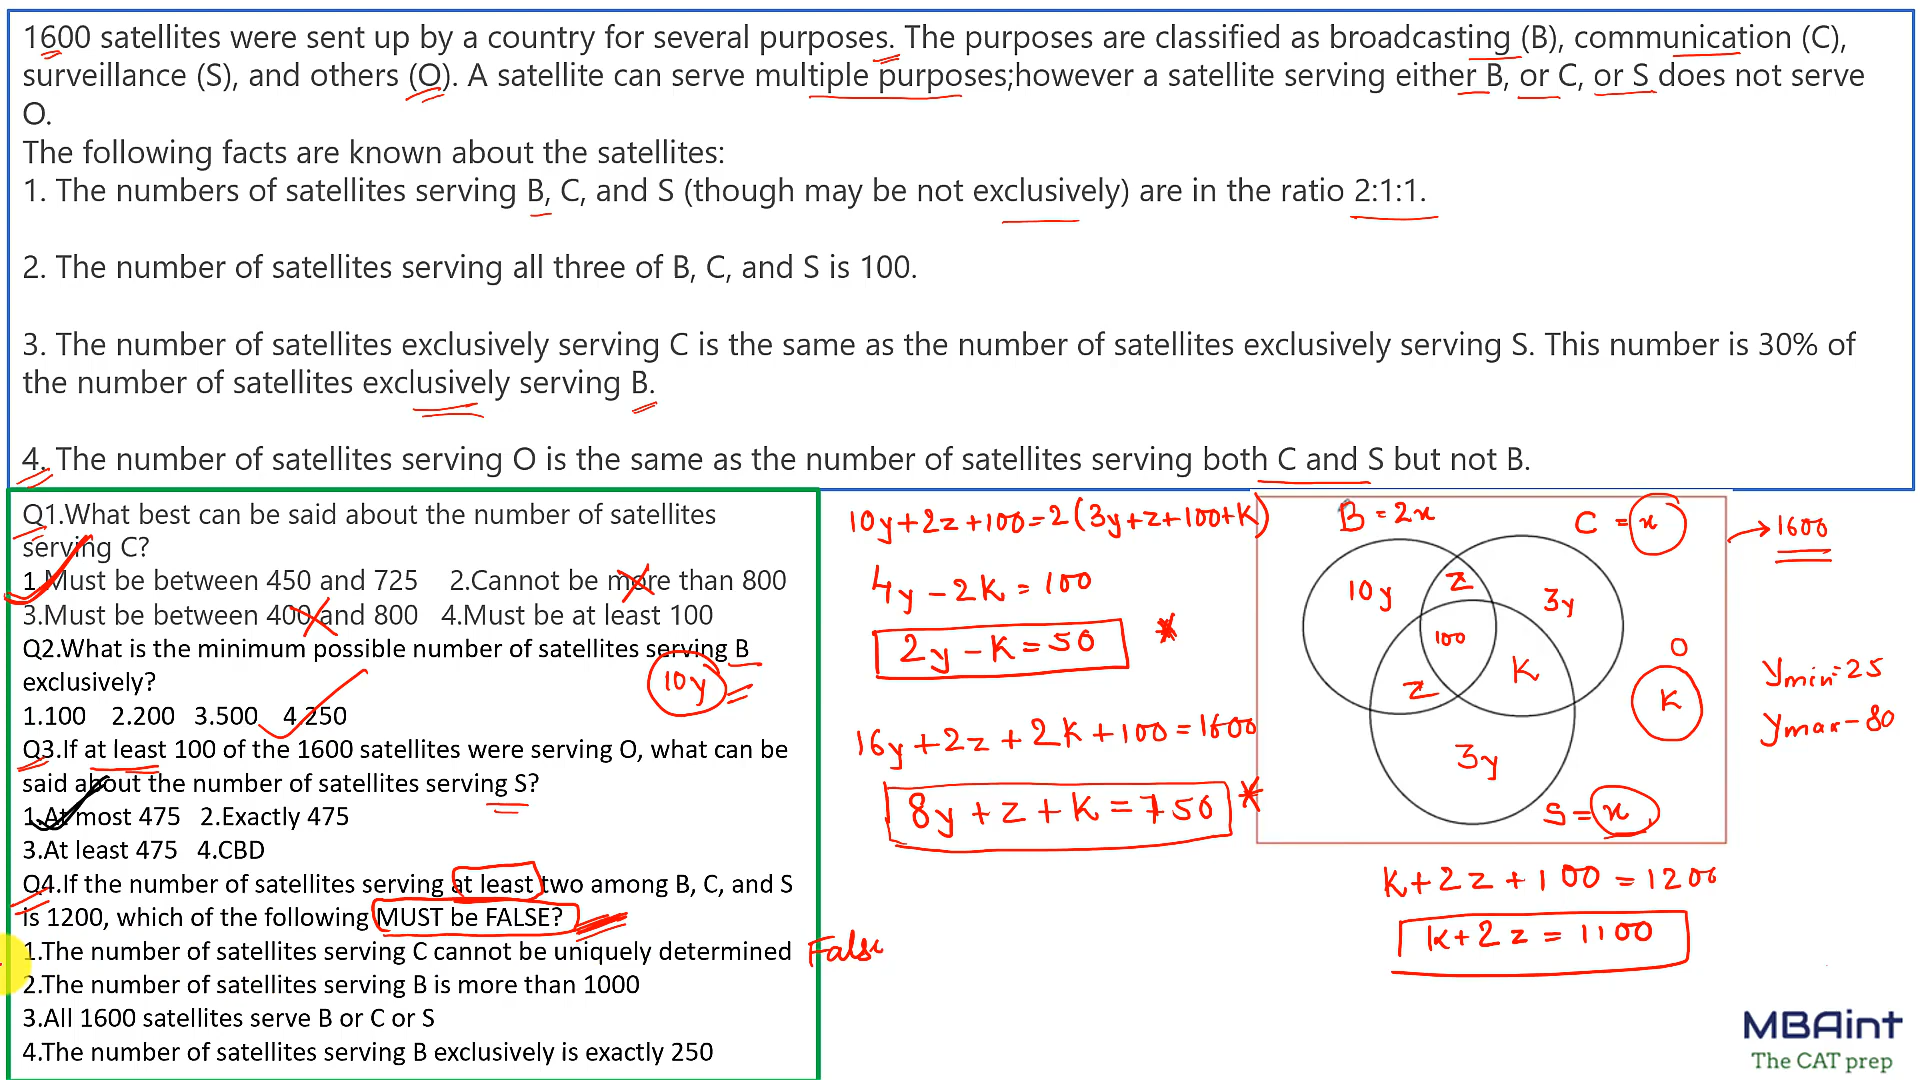 1600 satellites were sent up by a country for several purposes. The purposes are classified as broadcasting (B), communication (C),
surveillance (S), and others (O). A satellite can serve multiple purposes;however a satellite serving either B, or C, or S does not serve
O.
The following facts are known about the satellites:
1. The numbers of satellites serving B, C, and S (though may be not exclusively) are in the ratio 2:1:1.
2. The number of satellites serving all three of B, C, and S is 100.
3. The number of satellites exclusively serving C is the same as the number of satellites exclusively serving S. This number is 30% of
the number of satellites exclusively serving B.
4. The number of satellites serving O is the same as the number of satellites serving both C and S but not B.
Q1.What best can be said about the number of satellites
serving C?
1.Must be between 450 and 725 2.Cannot be more than 800
3.Must be between 400 and 800 4.Must be at least 100
Q2.What is the minimum possible number of satellites serving B
exclusively?
10y
1.100 2.200 3.500 4.250
Q3.If at least 100 of the 1600 satellites were serving O, what can be
said about the number of satellites serving S?
1.At most 475 2.Exactly 475
3.At least 475 4.CBD
Q4.If the number of satellites serving at least two among B, C, and S
is 1200, which of the following MUST be FALSE?
1.The number of satellites serving C cannot be uniquely determined False
2.The number of satellites serving B is more than 1000
3.All 1600 satellites serve B or C or S
4.The number of satellites serving B exclusively is exactly 250
10y+2z+100=2(3y+z+100+K)
4y-2K=100
2y-K=50 *
16y+2z+2K+100=1600
8y+z+K=750 *
B=2x
C=x
1600
10y
z
3y
100
O
z
K
K
3y
S=x
ymin=25
ymax-80
K+2z+100=1200
K+2z=1100
MBAint
The CAT prep